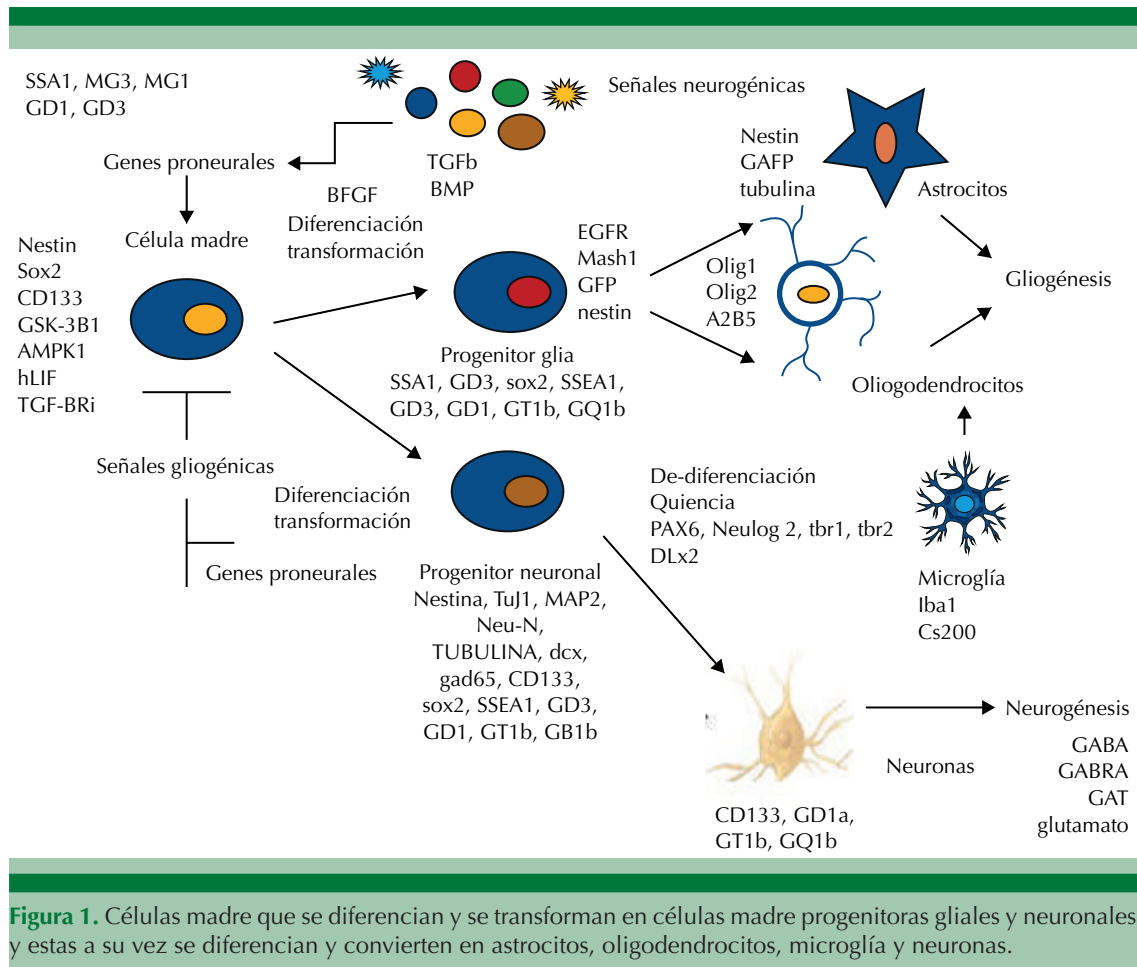 SSA1, MG3, MG1
GD1, GD3
Señales neurogénicas
Genes proneurales
TGFb
BMP
BFGF
Diferenciación
transformación
Célula madre
Nestin
Sox2
CD133
GSK-3B1
AMPK1
hLIF
TGF-BRi
Progenitor glia
SSA1, GD3, sox2, SSEA1,
GD3, GD1, GT1b, GQ1b
EGFR
Mash1
GFP
nestin
Nestin
GAFP
tubulina
Astrocitos
Olig1
Olig2
A2B5
Gliogénesis
Oliogodendrocitos
Señales gliogénicas
Diferenciación
transformación
Genes proneurales
Progenitor neuronal
Nestina, TuJ1, MAP2,
Neu-N,
TUBULINA, dcx,
gad65, CD133,
sox2, SSEA1, GD3,
GD1, GT1b, GB1b
De-diferenciación
Quiencia
PAX6, Neulog 2, tbr1, tbr2
DLx2
Microglía
Iba1
Cs200
Neuronas
CD133, GD1a,
GT1b, GQ1b
Neurogénesis
GABA
GABRA
GAT
glutamato
Figura 1. Células madre que se diferencian y se transforman en células madre progenitoras gliales y neuronales
y estas a su vez se diferencian y convierten en astrocitos, oligodendrocitos, microglía y neuronas.